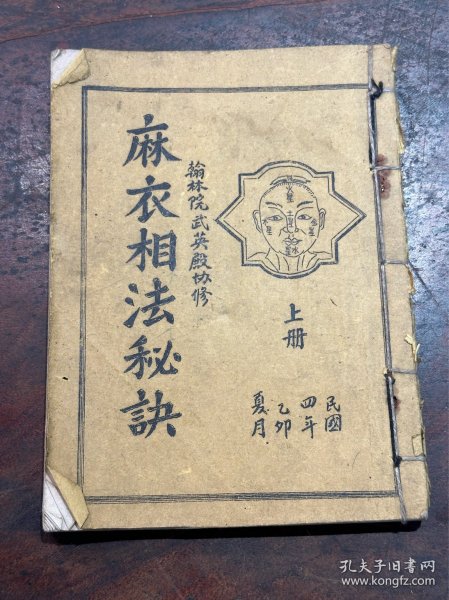 民國
四年
乙卯
夏月
上册
翰林院武英殿协修
麻衣相法秘訣
孔夫子旧书网
www.kongfz.com